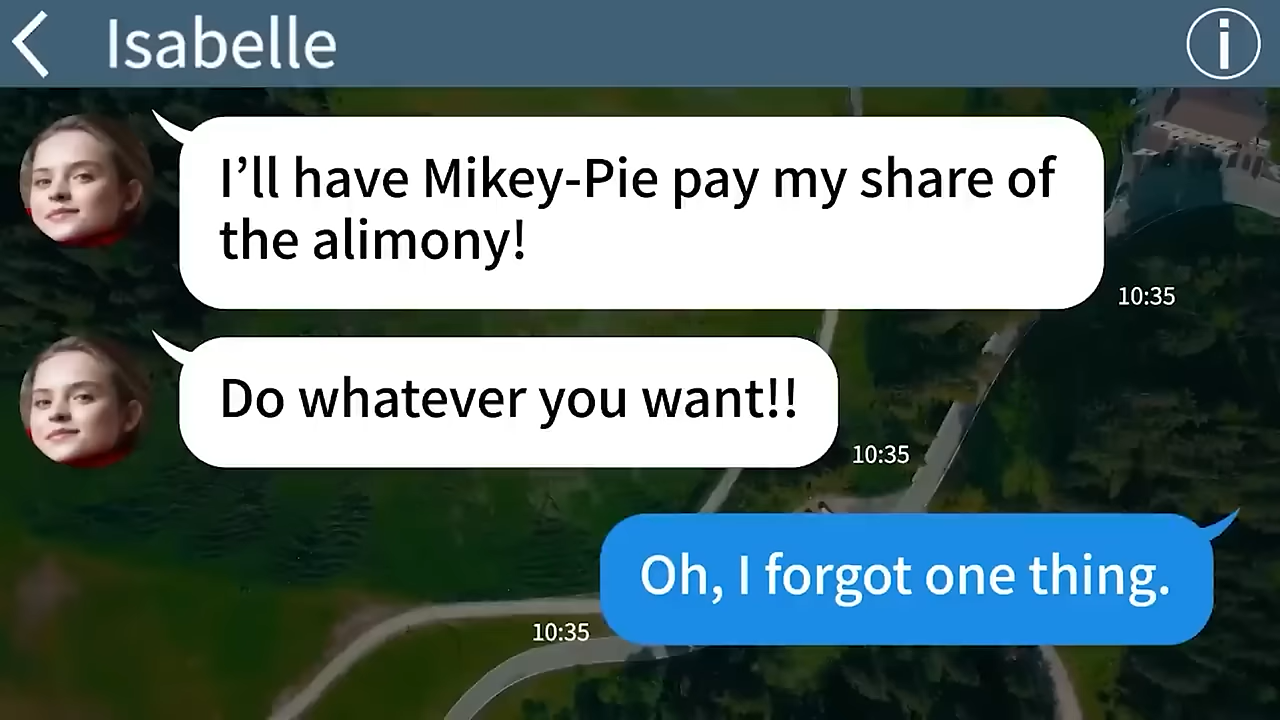 Isabelle
I’ll have Mikey-Pie pay my share of
the alimony!
10:35
Do whatever you want!!
10:35
Oh, I forgot one thing.
10:35